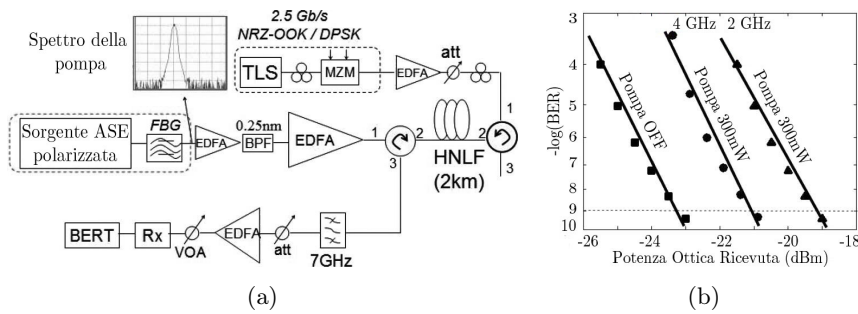 2.5 Gb/s
NRZ-OOK / DPSK
Spettro della
pompa
TLS
MZM
EDFA
att
1
2
3
Sorgente ASE
polarizzata
FBG
EDFA
0.25nm
BPF
EDFA
1
2
3
HNLF
(2km)
BERT
Rx
VOA
EDFA
att
7GHz
(a)
4 GHz 2 GHz
Pompa OFF
Pompa 300mW
Pompa 300mW
-log(BER)
3
4
5
6
7
8
9
10
-26 -24 -22 -20 -18
Potenza Ottica Ricevuta (dBm)
(b)